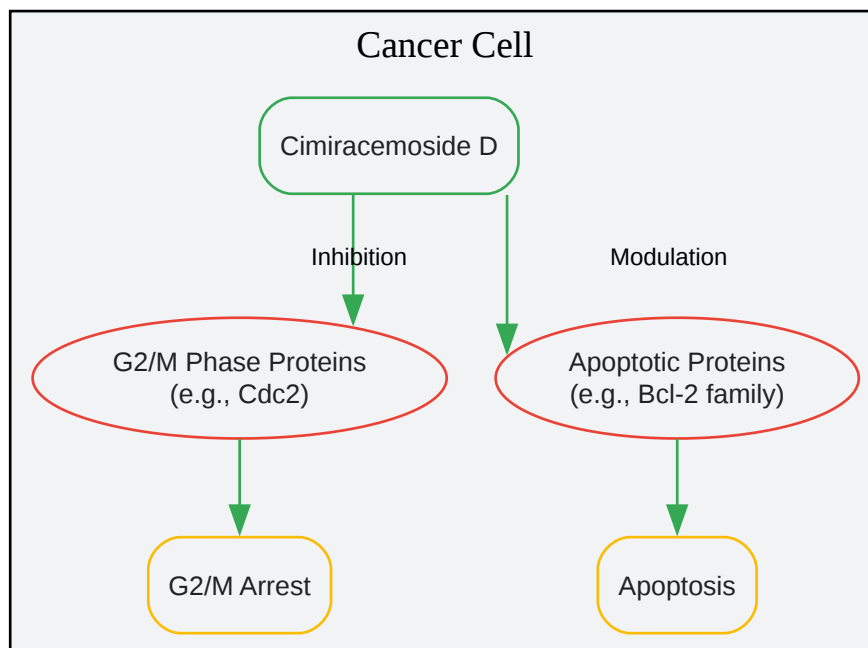 Cancer Cell
Cimiracemoside D
Inhibition
Modulation
G2/M Phase Proteins
(e.g., Cdc2)
Apoptotic Proteins
(e.g., Bcl-2 family)
G2/M Arrest
Apoptosis